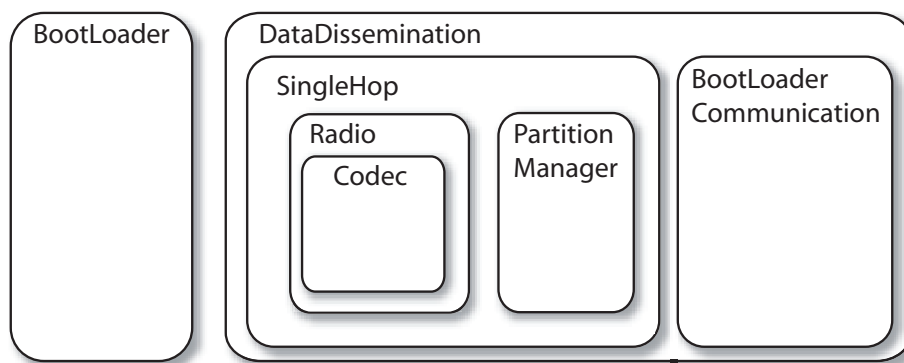 BootLoader
DataDissemination
SingleHop
Radio
Codec
Partition
Manager
BootLoader
Communication